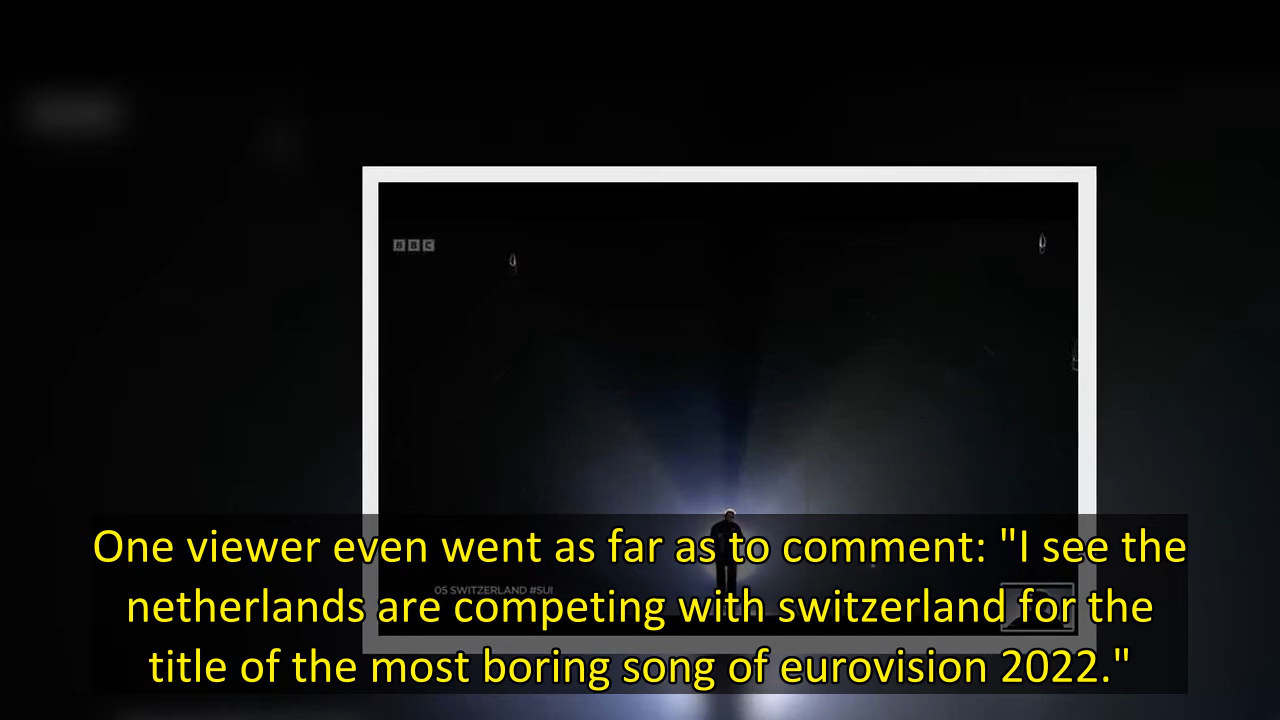 BBC
05 SWITZERLAND #SUI
One viewer even went as far as to comment: "I see the
netherlands are competing with switzerland for the
title of the most boring song of eurovision 2022."